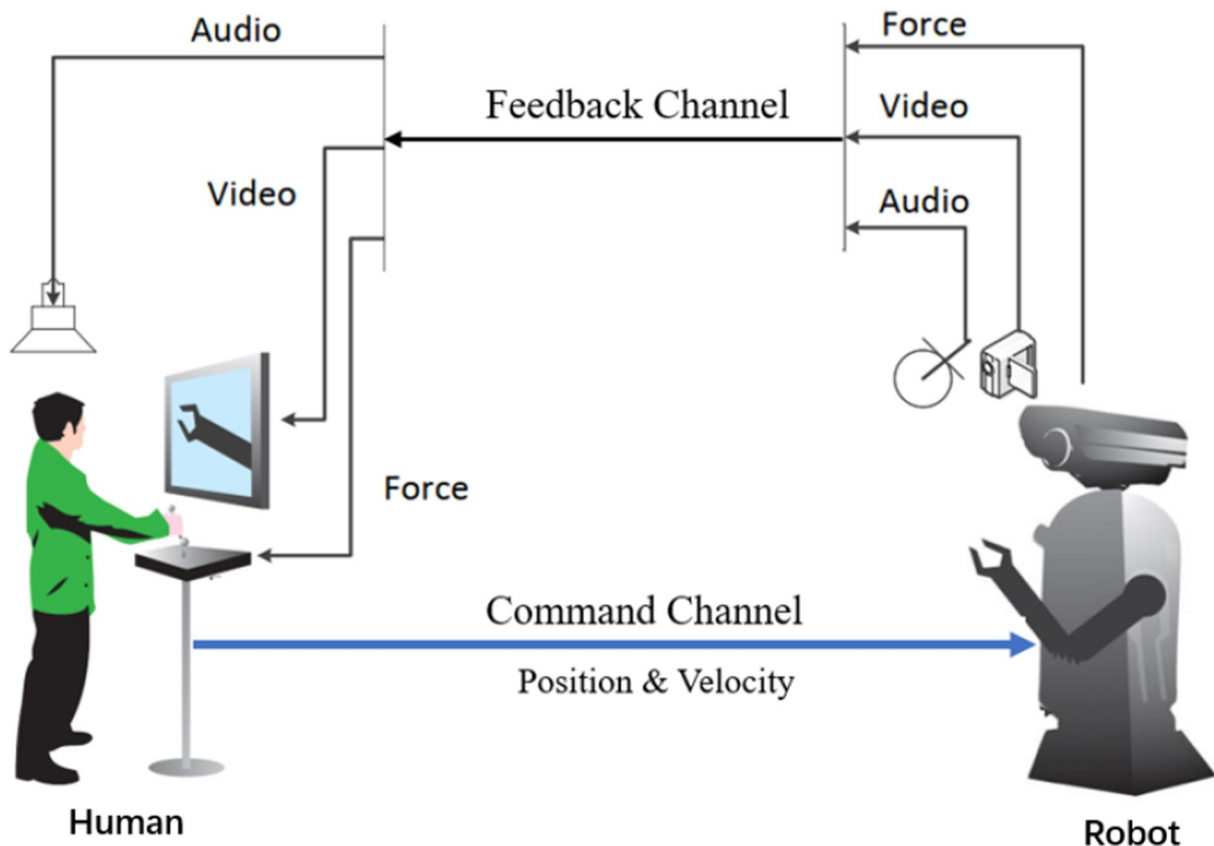 Audio
Force
Feedback Channel
Video
Video
Audio
Force
Command Channel
Position & Velocity
Human
Robot